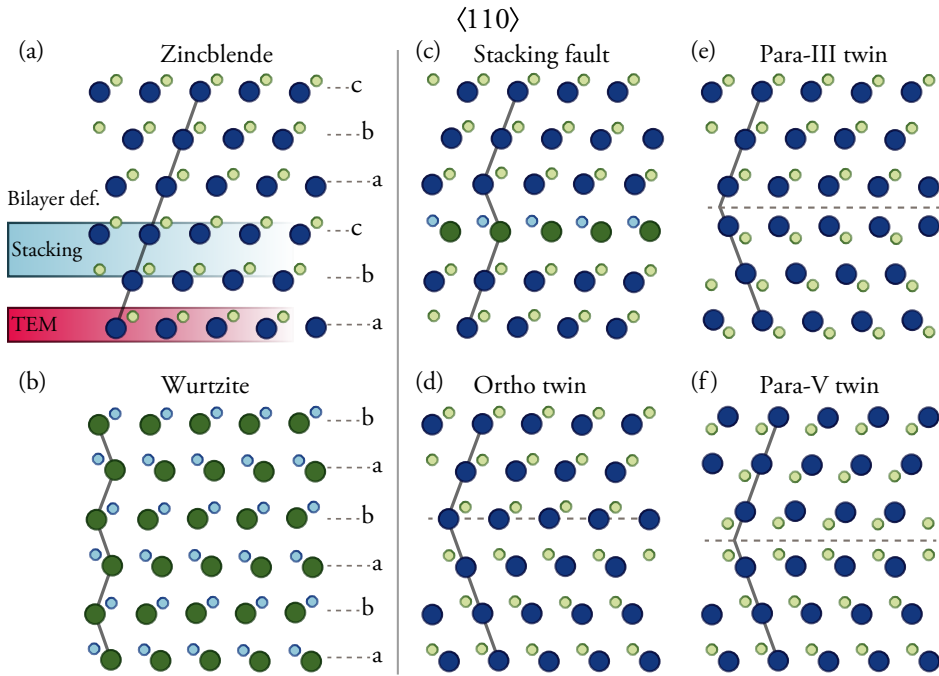 ⟨110⟩
(a) Zincblende
c
b
a
Bilayer def.
c
Stacking
b
TEM
a
(b) Wurtzite
b
a
b
a
b
a
(c) Stacking fault
(d) Ortho twin
(e) Para-III twin
(f) Para-V twin